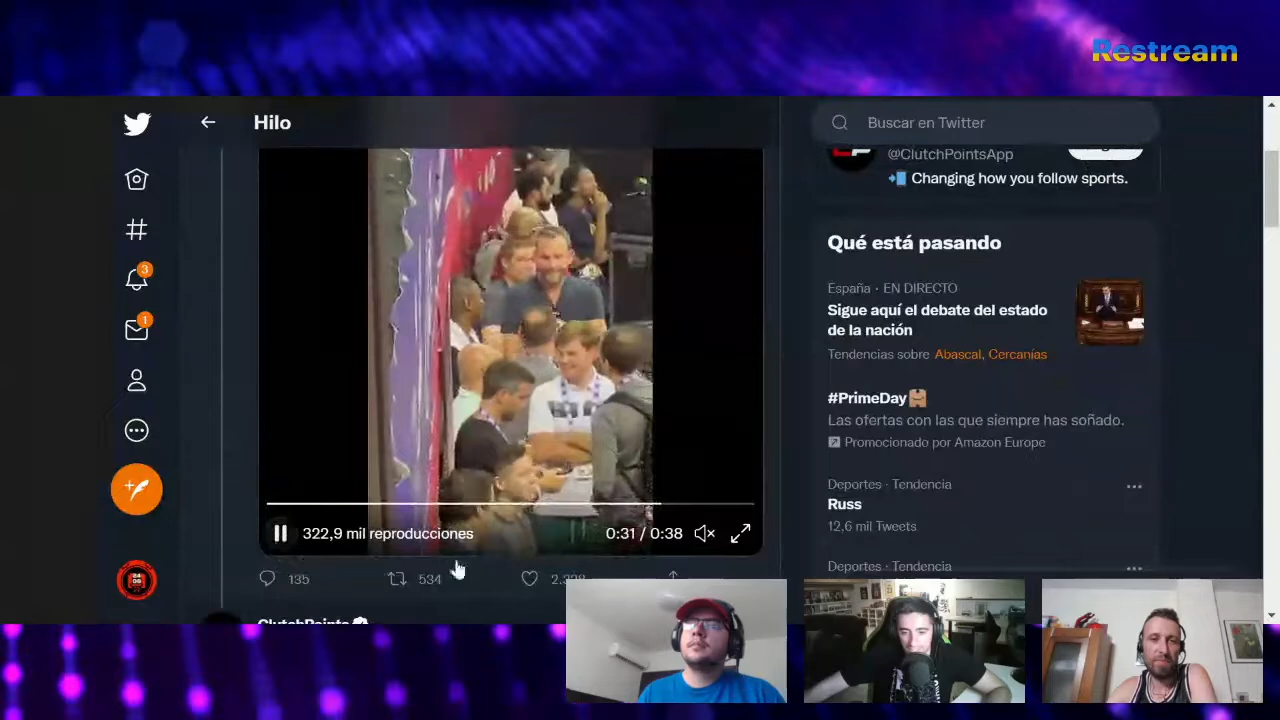 Restream
Hilo
Buscar en Twitter
@ClutchPointsApp
Changing how you follow sports.
Qué está pasando
España · EN DIRECTO
Sigue aquí el debate del estado
de la nación
Tendencias sobre Abascal, Cercanías
#PrimeDay
Las ofertas con las que siempre has soñado.
Promocionado por Amazon Europe
Deportes · Tendencia
Russ
12,6 mil Tweets
Deportes · Tendencia
3
1
322,9 mil reproducciones
0:31 / 0:38
135
534
ClutchPoints